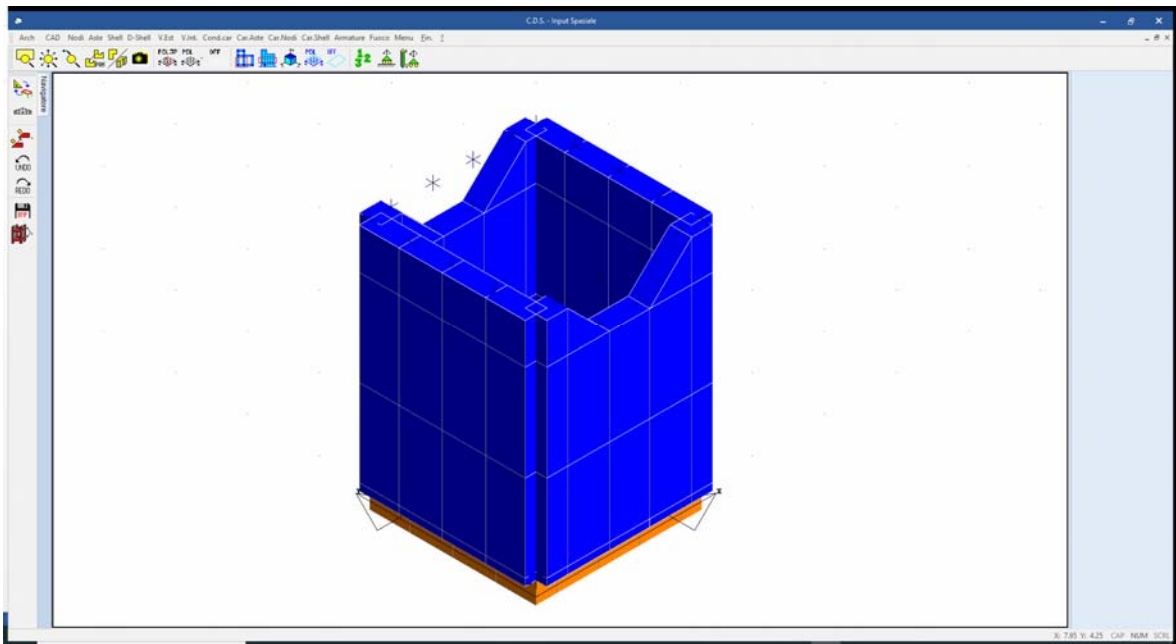 C.D.S. - Input Spaziale
Arch CAD Nodi Aste Shell D-Shell V.Est V.Int. Cond.car Car.Aste Car.Nodi Car.Shell Armature Fuoco Menu Fin. ?
Navigatore
UNDO
REDO
x
X: 7.85 Y: 4.25 CAP NUM SCRL